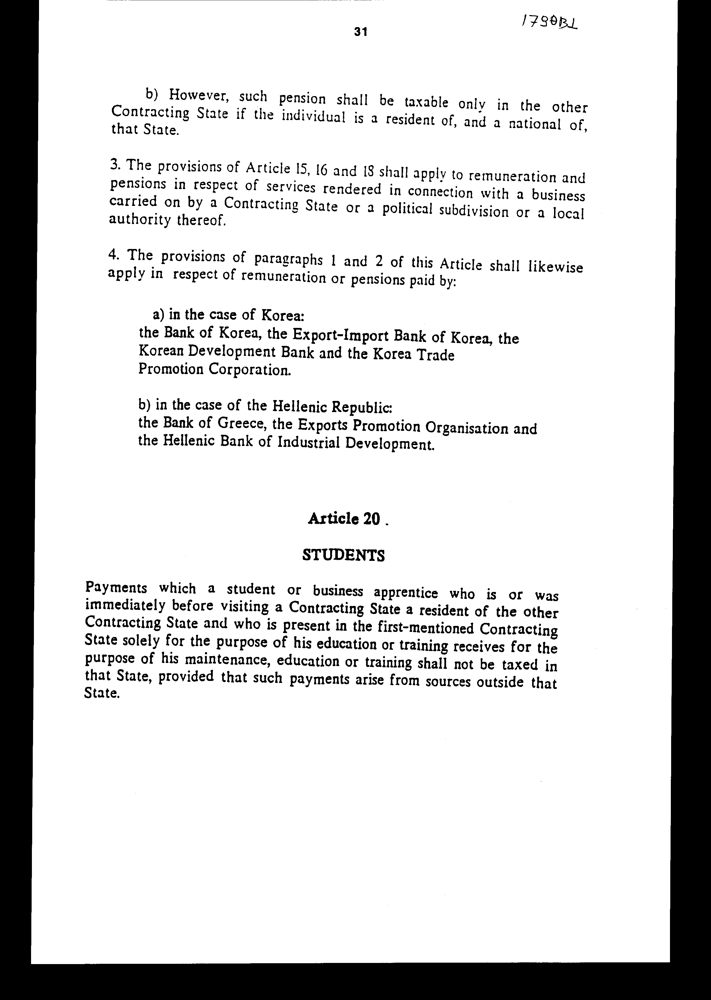 31
b) However, such pension shall be taxable only in the other
Contracting State if the individual is a resident of, and a national of,
that State.
3. The provisions of Article 15, 16 and 18 shall apply to remuneration and
pensions in respect of services rendered in connection with a business
carried on by a Contracting State or a political subdivision or a local
authority thereof.
4. The provisions of paragraphs 1 and 2 of this Article shall likewise
apply in respect of remuneration or pensions paid by:
a) in the case of Korea:
the Bank of Korea, the Export-Import Bank of Korea, the
Korean Development Bank and the Korea Trade
Promotion Corporation.
b) in the case of the Hellenic Republic:
the Bank of Greece, the Exports Promotion Organisation and
the Hellenic Bank of Industrial Development.
Article 20 .
STUDENTS
Payments which a student or business apprentice who is or was
immediately before visiting a Contracting State a resident of the other
Contracting State and who is present in the first-mentioned Contracting
State solely for the purpose of his education or training receives for the
purpose of his maintenance, education or training shall not be taxed in
that State, provided that such payments arise from sources outside that
State.